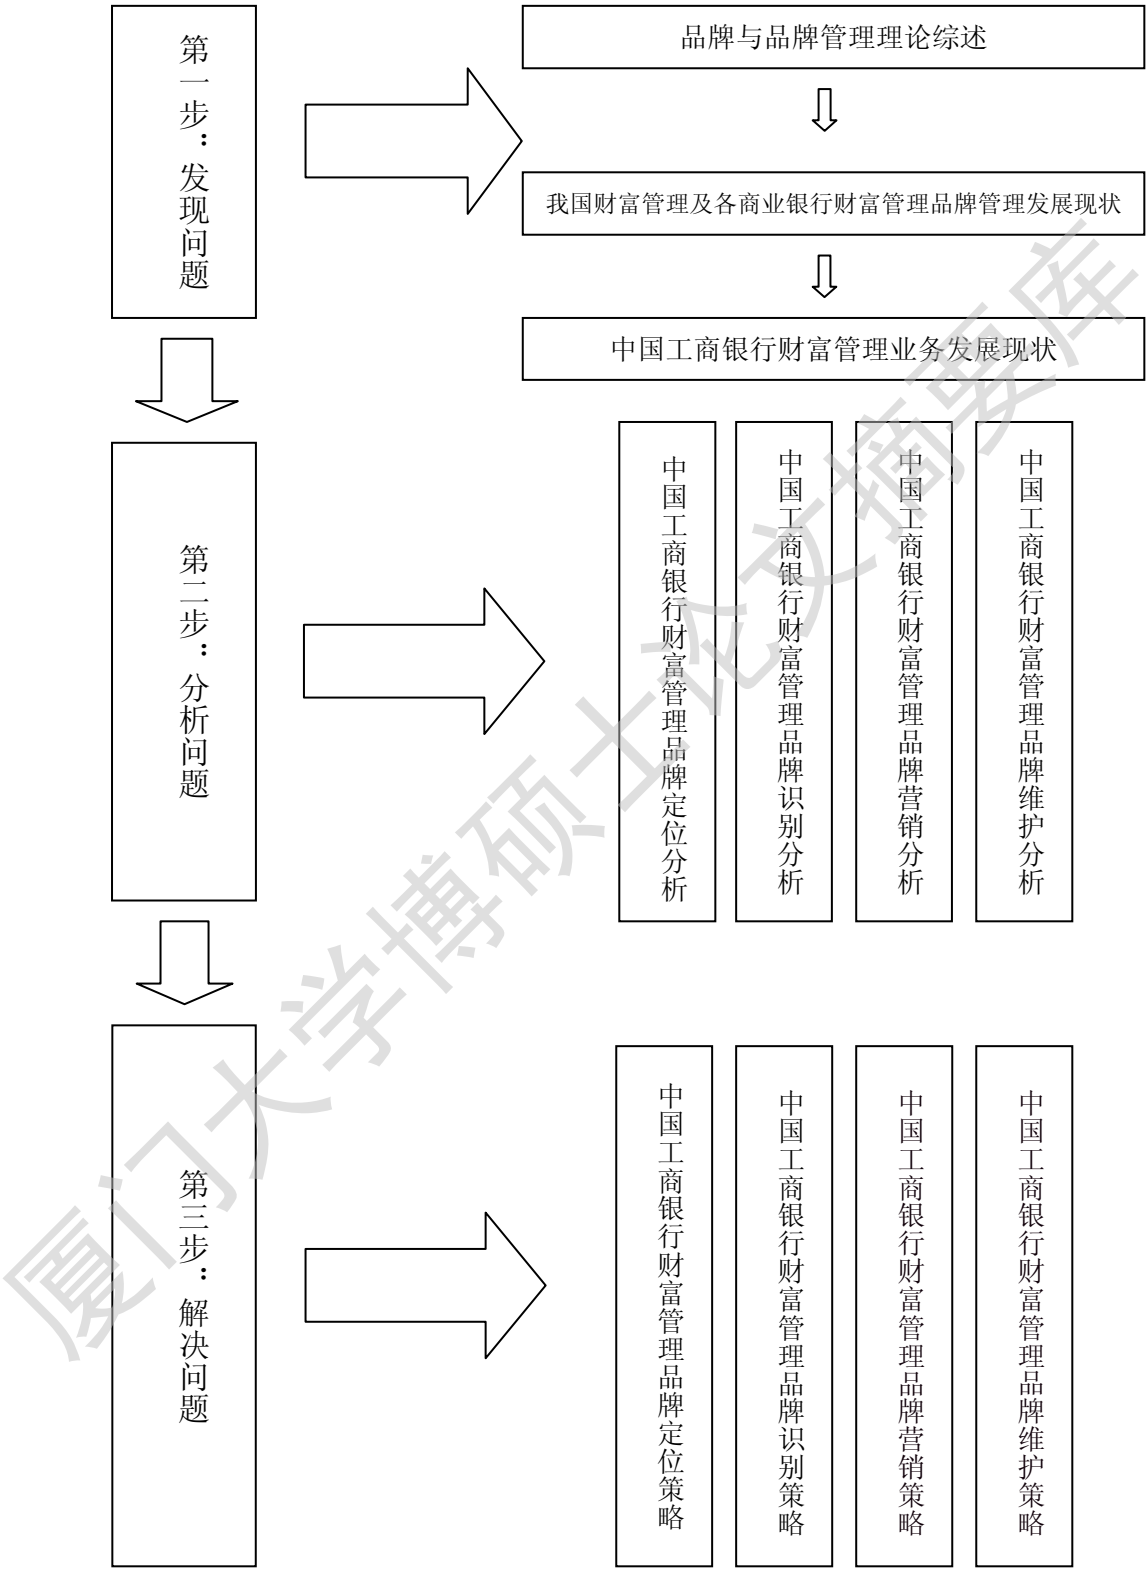 第一步：发现问题
品牌与品牌管理理论综述
我国财富管理及各商业银行财富管理品牌管理发展现状
中国工商银行财富管理业务发展现状
第二步：分析问题
中国工商银行财富管理品牌定位分析
中国工商银行财富管理品牌识别分析
中国工商银行财富管理品牌营销分析
中国工商银行财富管理品牌维护分析
第三步：解决问题
中国工商银行财富管理品牌定位策略
中国工商银行财富管理品牌识别策略
中国工商银行财富管理品牌营销策略
中国工商银行财富管理品牌维护策略
厦门大学博硕士论文摘要库